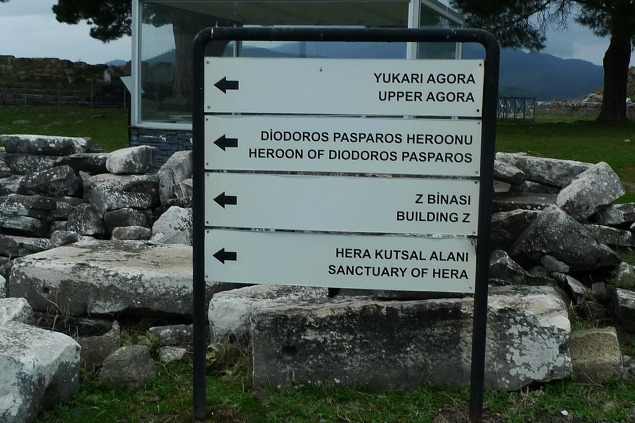 YUKARI AGORA
UPPER AGORA
DİODOROS PASPAROS HEROONU
HEROON OF DIODOROS PASPAROS
Z BİNASI
BUILDING Z
HERA KUTSAL ALANI
SANCTUARY OF HERA